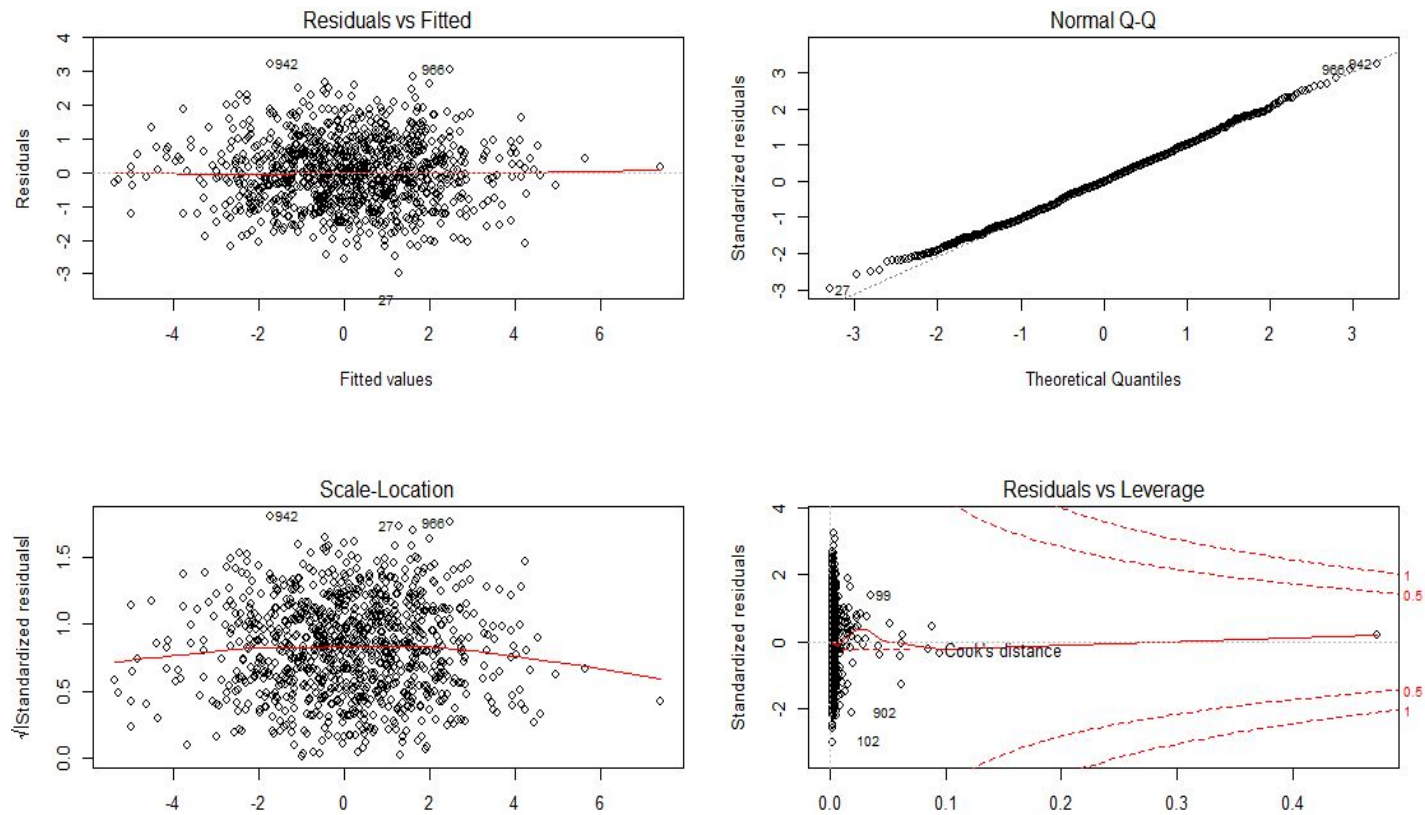 Residuals vs Fitted
Residuals
4
3
2
1
0
-1
-2
-3
942
966
27
-4 -2 0 2 4 6
Fitted values
Normal Q-Q
Standardized residuals
3
2
1
0
-1
-2
-3
966 942
27
-3 -2 -1 0 1 2 3
Theoretical Quantiles
Scale-Location
√|Standardized residuals|
1.5
1.0
0.5
0.0
942
27
966
-4 -2 0 2 4 6
Residuals vs Leverage
Standardized residuals
4
2
0
-2
99
Cook's distance
902
102
1
0.5
0.5
1
0.0 0.1 0.2 0.3 0.4